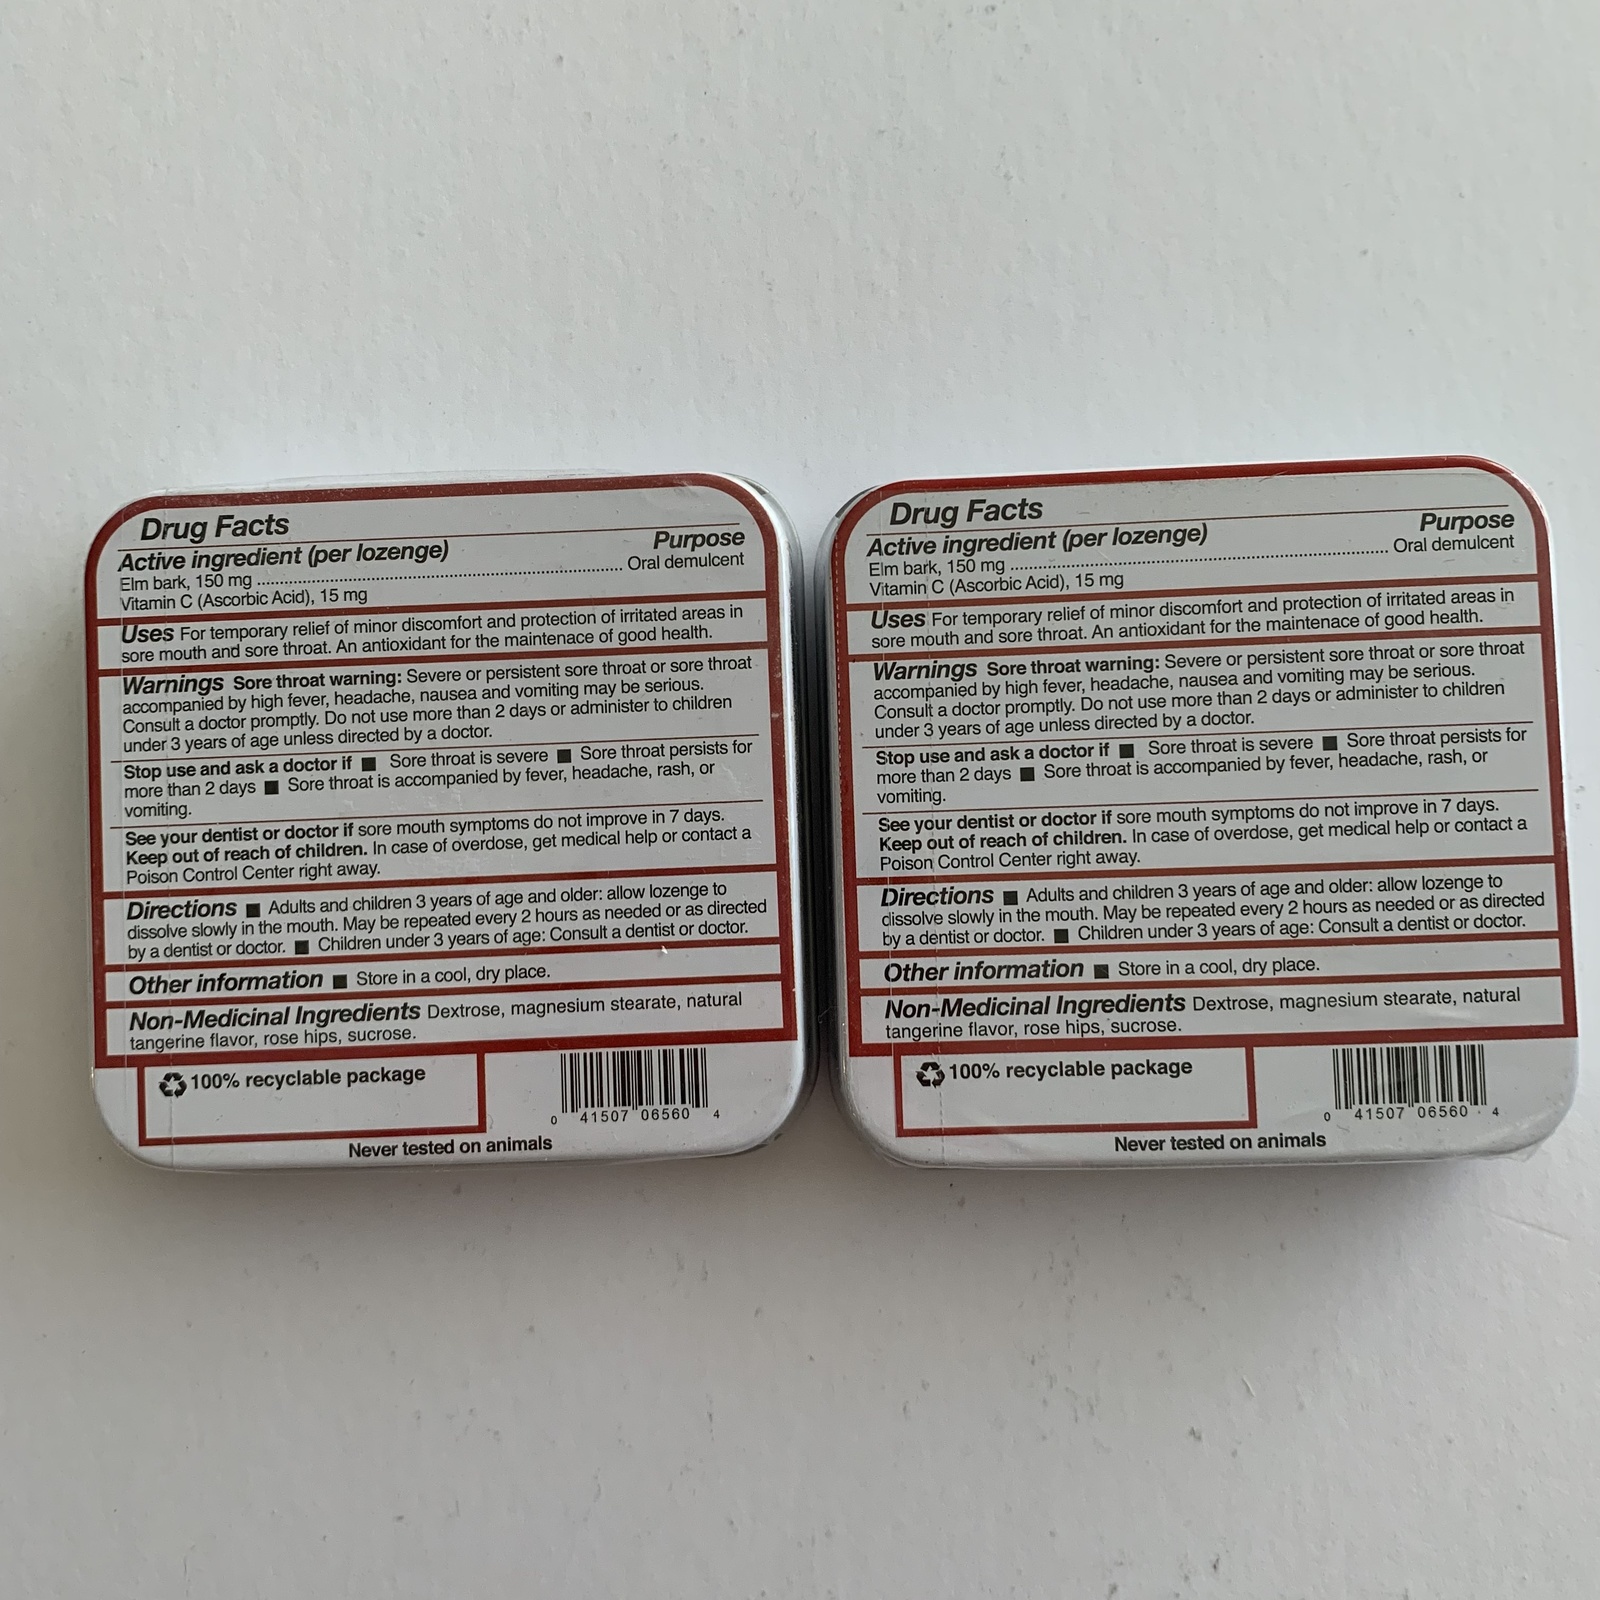 Drug Facts
Active ingredient (per lozenge) Purpose
Elm bark, 150 mg ........ Oral demulcent
Vitamin C (Ascorbic Acid), 15 mg
Uses For temporary relief of minor discomfort and protection of irritated areas in
sore mouth and sore throat. An antioxidant for the maintenace of good health.
Warnings Sore throat warning: Severe or persistent sore throat or sore throat
accompanied by high fever, headache, nausea and vomiting may be serious.
Consult a doctor promptly. Do not use more than 2 days or administer to children
under 3 years of age unless directed by a doctor.
Stop use and ask a doctor if ■ Sore throat is severe ■ Sore throat persists for
more than 2 days ■ Sore throat is accompanied by fever, headache, rash, or
vomiting.
See your dentist or doctor if sore mouth symptoms do not improve in 7 days.
Keep out of reach of children. In case of overdose, get medical help or contact a
Poison Control Center right away.
Directions ■ Adults and children 3 years of age and older: allow lozenge to
dissolve slowly in the mouth. May be repeated every 2 hours as needed or as directed
by a dentist or doctor. ■ Children under 3 years of age: Consult a dentist or doctor.
Other information ■ Store in a cool, dry place.
Non-Medicinal Ingredients Dextrose, magnesium stearate, natural
tangerine flavor, rose hips, sucrose.
100% recyclable package
0 41507 06560 4
Never tested on animals
Drug Facts
Active ingredient (per lozenge) Purpose
Elm bark, 150 mg ........ Oral demulcent
Vitamin C (Ascorbic Acid), 15 mg
Uses For temporary relief of minor discomfort and protection of irritated areas in
sore mouth and sore throat. An antioxidant for the maintenace of good health.
Warnings Sore throat warning: Severe or persistent sore throat or sore throat
accompanied by high fever, headache, nausea and vomiting may be serious.
Consult a doctor promptly. Do not use more than 2 days or administer to children
under 3 years of age unless directed by a doctor.
Stop use and ask a doctor if ■ Sore throat is severe ■ Sore throat persists for
more than 2 days ■ Sore throat is accompanied by fever, headache, rash, or
vomiting.
See your dentist or doctor if sore mouth symptoms do not improve in 7 days.
Keep out of reach of children. In case of overdose, get medical help or contact a
Poison Control Center right away.
Directions ■ Adults and children 3 years of age and older: allow lozenge to
dissolve slowly in the mouth. May be repeated every 2 hours as needed or as directed
by a dentist or doctor. ■ Children under 3 years of age: Consult a dentist or doctor.
Other information ■ Store in a cool, dry place.
Non-Medicinal Ingredients Dextrose, magnesium stearate, natural
tangerine flavor, rose hips, sucrose.
100% recyclable package
0 41507 06560 4
Never tested on animals